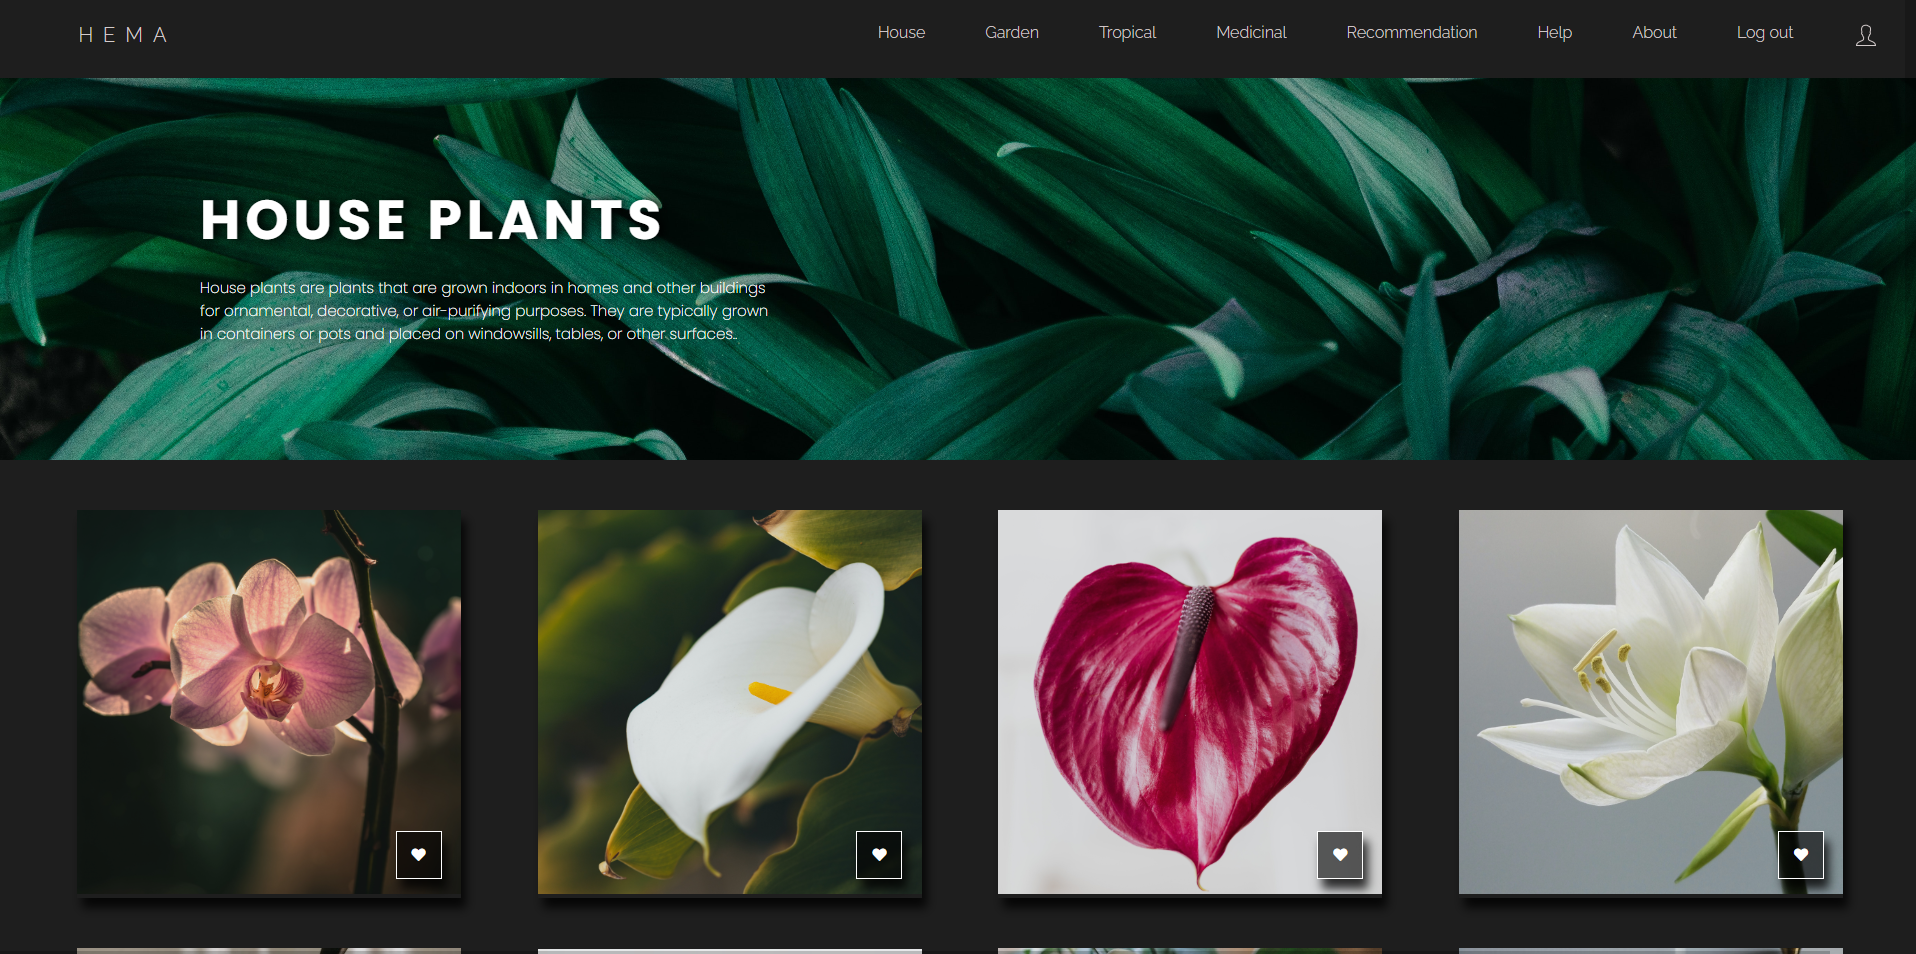 HEMA
House Garden Tropical Medicinal Recommendation Help About Log out
HOUSE PLANTS
House plants are plants that are grown indoors in homes and other buildings
for ornamental, decorative, or air-purifying purposes. They are typically grown
in containers or pots and placed on windowsills, tables, or other surfaces..